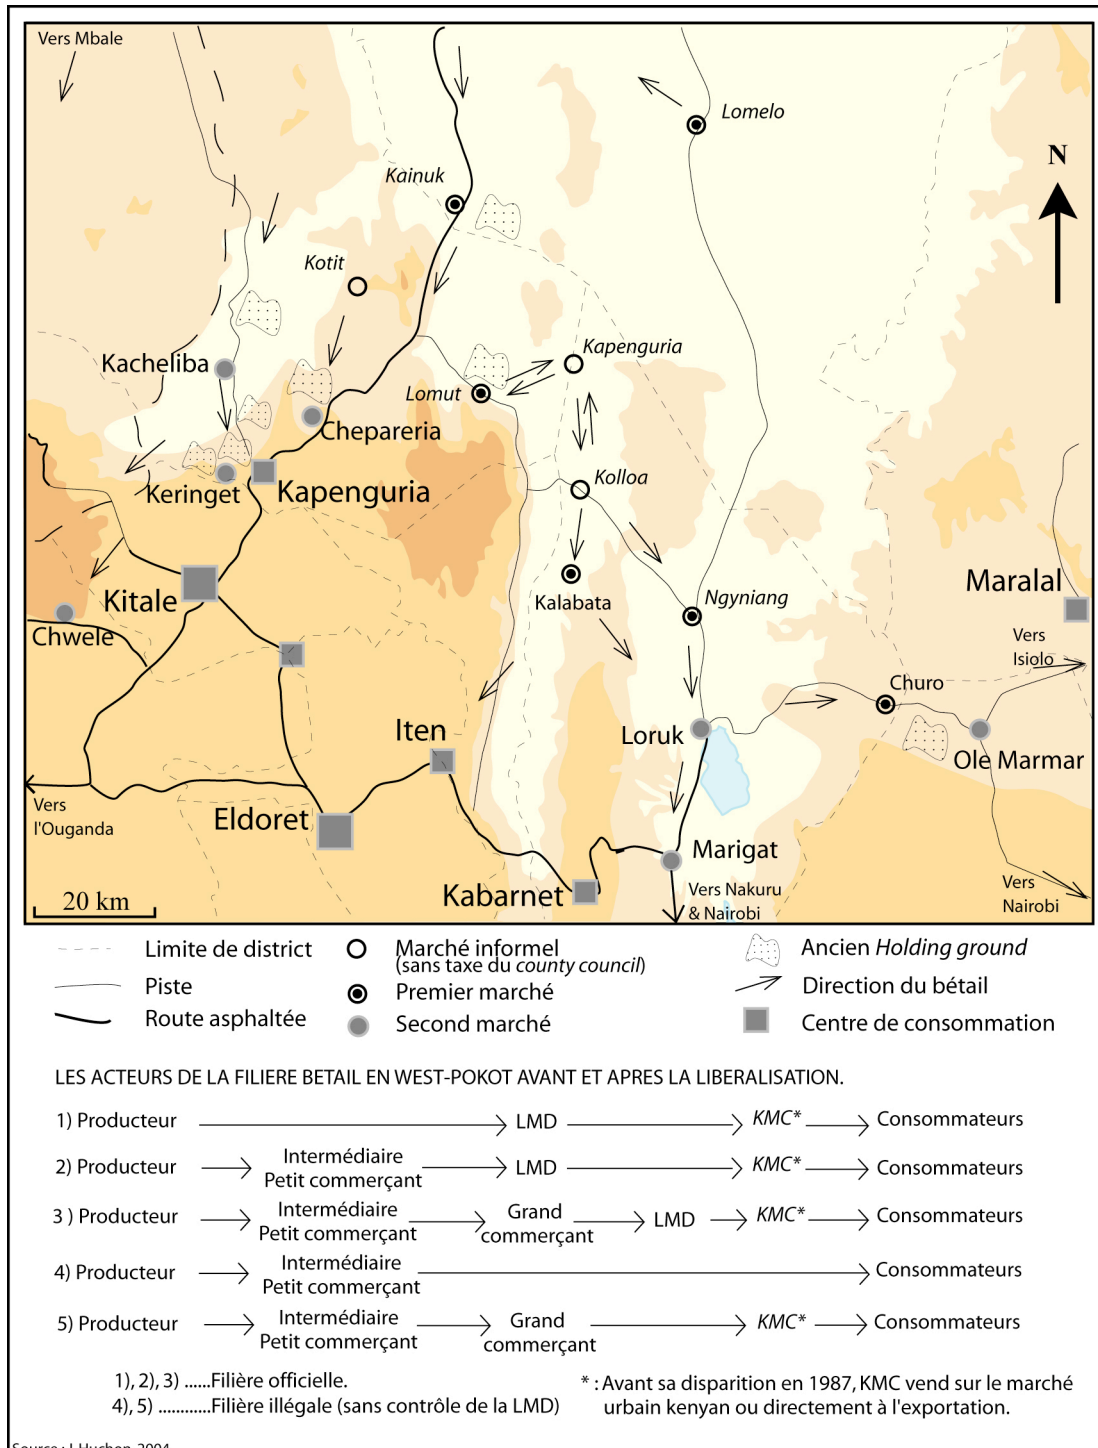 Vers Mbale
Lomelo
N
Kainuk
Kotit
Kacheliba
Kapenguria
Lomut
Chepareria
Keringet
Kapenguria
Kolloa
Kitale
Kalabata
Ngyniang
Maralal
Chwele
Vers
Isiolo
Churo
Iten
Loruk
Ole Marmar
Vers
l'Ouganda
Eldoret
Marigat
Kabarnet
Vers Nakuru
& Nairobi
Vers
Nairobi
20 km
Limite de district
Piste
Route asphaltée
Marché informel
(sans taxe du county council)
Premier marché
Second marché
Ancien Holding ground
Direction du bétail
Centre de consommation
LES ACTEURS DE LA FILIERE BETAIL EN WEST-POKOT AVANT ET APRES LA LIBERALISATION.
1) Producteur LMD KMC* Consommateurs
2) Producteur Intermédiaire
Petit commerçant LMD KMC* Consommateurs
3 ) Producteur Intermédiaire
Petit commerçant Grand
commerçant LMD KMC* Consommateurs
4) Producteur Intermédiaire
Petit commerçant Consommateurs
5) Producteur Intermédiaire
Petit commerçant Grand
commerçant KMC* Consommateurs
1), 2), 3) ......Filière officielle.
4), 5) ............Filière illégale (sans contrôle de la LMD)
* : Avant sa disparition en 1987, KMC vend sur le marché
urbain kenyan ou directement à l'exportation.
Source : J. Huchon, 2004